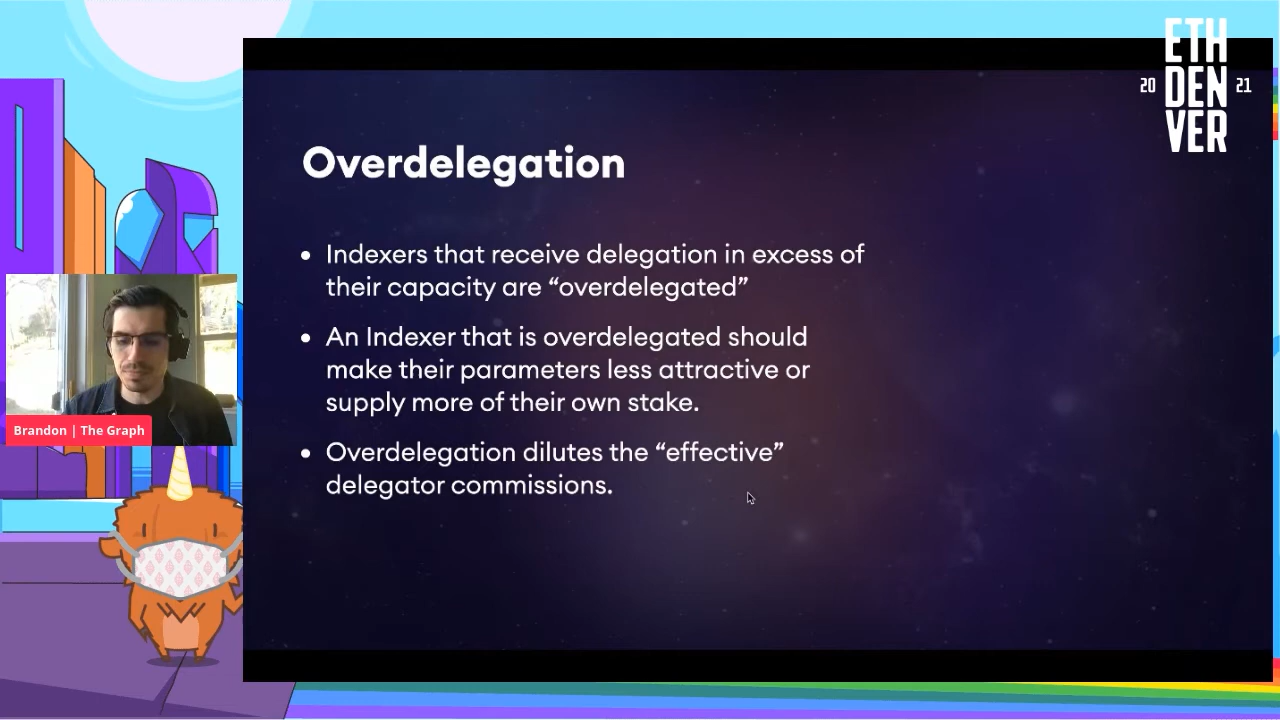 ETH
20 DEN 21
VER
Overdelegation
• Indexers that receive delegation in excess of
their capacity are “overdelegated”
• An Indexer that is overdelegated should
make their parameters less attractive or
supply more of their own stake.
• Overdelegation dilutes the “effective”
delegator commissions.
Brandon | The Graph